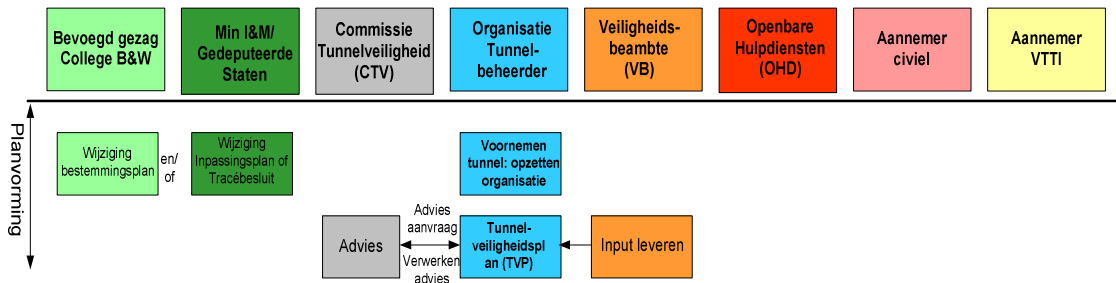 Bevoegd gezag
College B&W
Min I&M/
Gedeputeerde
Staten
Commissie
Tunnelveiligheid
(CTV)
Organisatie
Tunnel-
beheerder
Veiligheids-
beambte
(VB)
Openbare
Hulpdiensten
(OHD)
Aannemer
civiel
Aannemer
VTTI
Planvorming
Wijziging
bestemmingsplan
en/
of
Wijziging
Inpassingsplan of
Tracébesluit
Voornemen
tunnel: opzetten
organisatie
Advies
Advies
aanvraag
Verwerken
advies
Tunnel-
veiligheidspl
an (TVP)
Input leveren